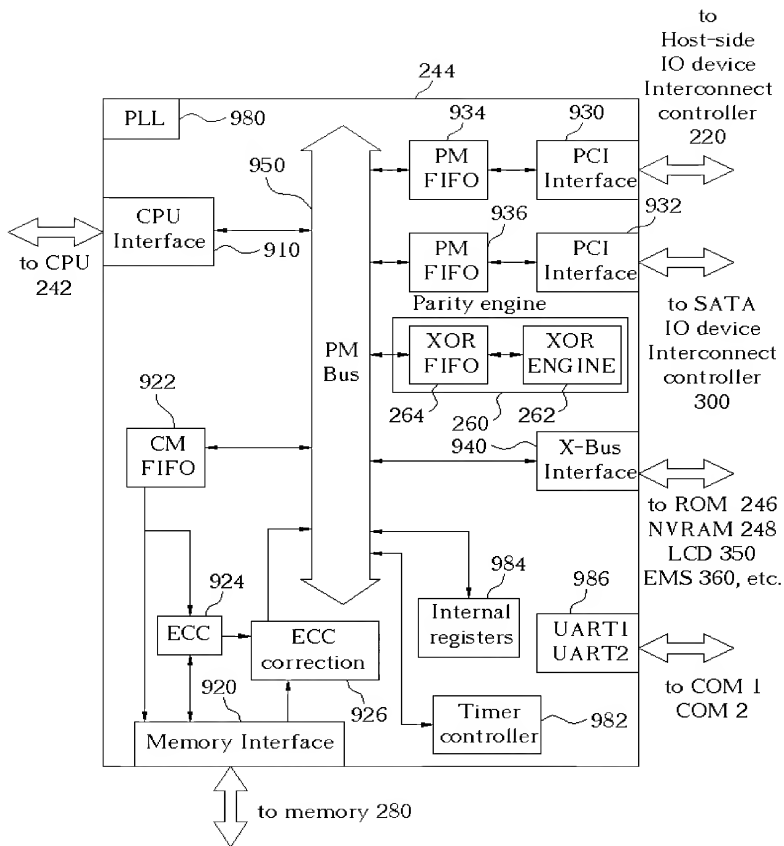 to
Host-side
IO device
Interconnect
controller
220
244
PLL
980
934
930
PM
FIFO
PCI
Interface
950
CPU
Interface
910
to CPU
242
936
932
PM
FIFO
PCI
Interface
Parity engine
XOR
FIFO
XOR
ENGINE
264
260
262
to SATA
IO device
Interconnect
controller
300
PM
Bus
922
CM
FIFO
940
X-Bus
Interface
to ROM 246
NVRAM 248
LCD 350
EMS 360, etc.
924
ECC
ECC
correction
926
984
Internal
registers
986
UART1
UART2
to COM 1
COM 2
920
Memory Interface
Timer
controller
982
to memory 280